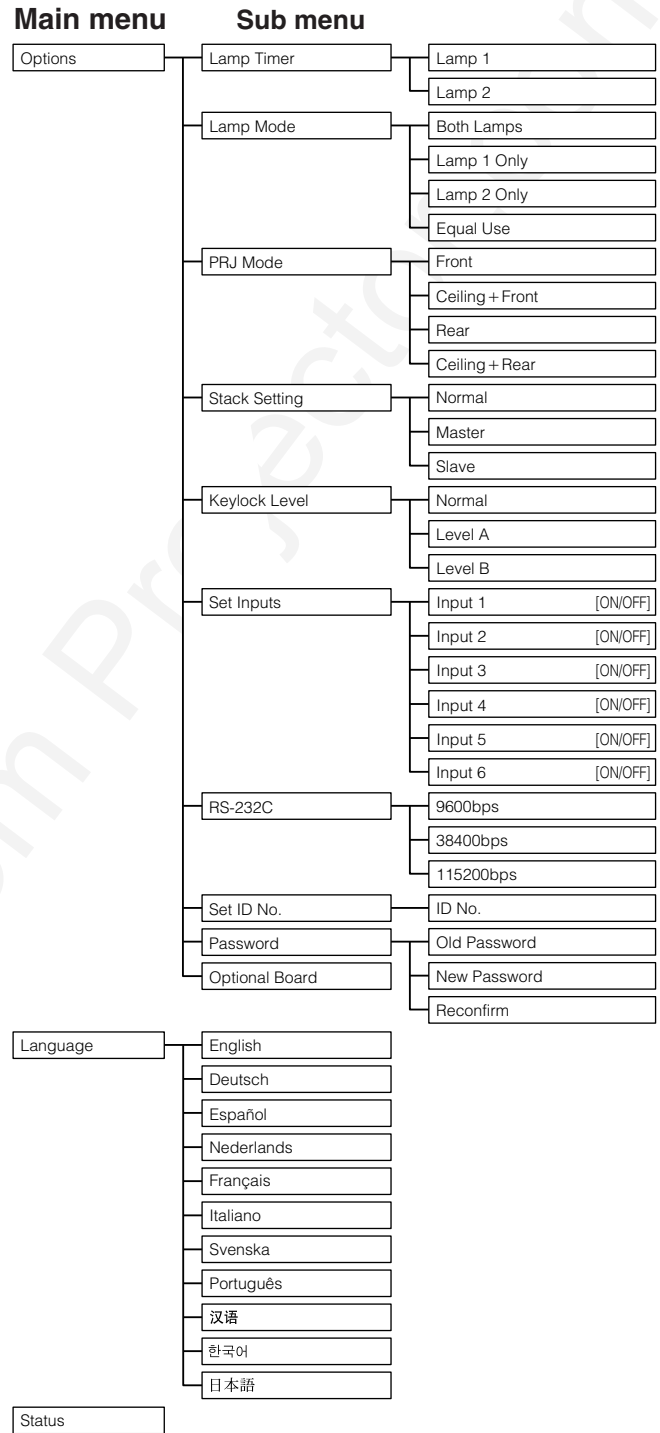 Main menu Sub menu
Options Lamp Timer Lamp 1
Lamp 2
Lamp Mode Both Lamps
Lamp 1 Only
Lamp 2 Only
Equal Use
PRJ Mode Front
Ceiling+Front
Rear
Ceiling+Rear
Stack Setting Normal
Master
Slave
Keylock Level Normal
Level A
Level B
Set Inputs Input 1 [ON/OFF]
Input 2 [ON/OFF]
Input 3 [ON/OFF]
Input 4 [ON/OFF]
Input 5 [ON/OFF]
Input 6 [ON/OFF]
RS-232C 9600bps
38400bps
115200bps
Set ID No. ID No.
Password Old Password
Optional Board New Password
Reconfirm
Language English
Deutsch
Español
Nederlands
Français
Italiano
Svenska
Português
汉语
한국어
日本語
Status